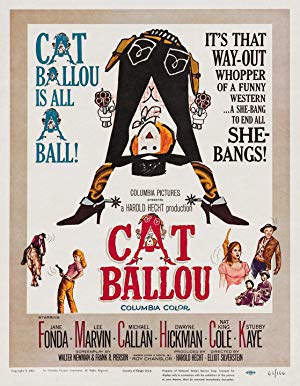 CAT
BALLOU
IS ALL
A
BALL!
IT'S THAT
WAY-OUT
WHOPPER
OF A FUNNY
WESTERN
...A SHE-BANG
TO END ALL
SHE-
BANGS!
COLUMBIA PICTURES
presents
a HAROLD HECHT production
CAT
BALLOU
COLUMBIA COLOR
STARRING
JANE FONDA
LEE MARVIN
MICHAEL CALLAN
DWAYNE HICKMAN
NAT KING COLE
STUBBY KAYE
SCREENPLAY BY
WALTER NEWMAN & FRANK R. PIERSON
BY ROY CHANSLOR
PRODUCED BY
HAROLD HECHT
DIRECTED BY
ELLIOT SILVERSTEIN